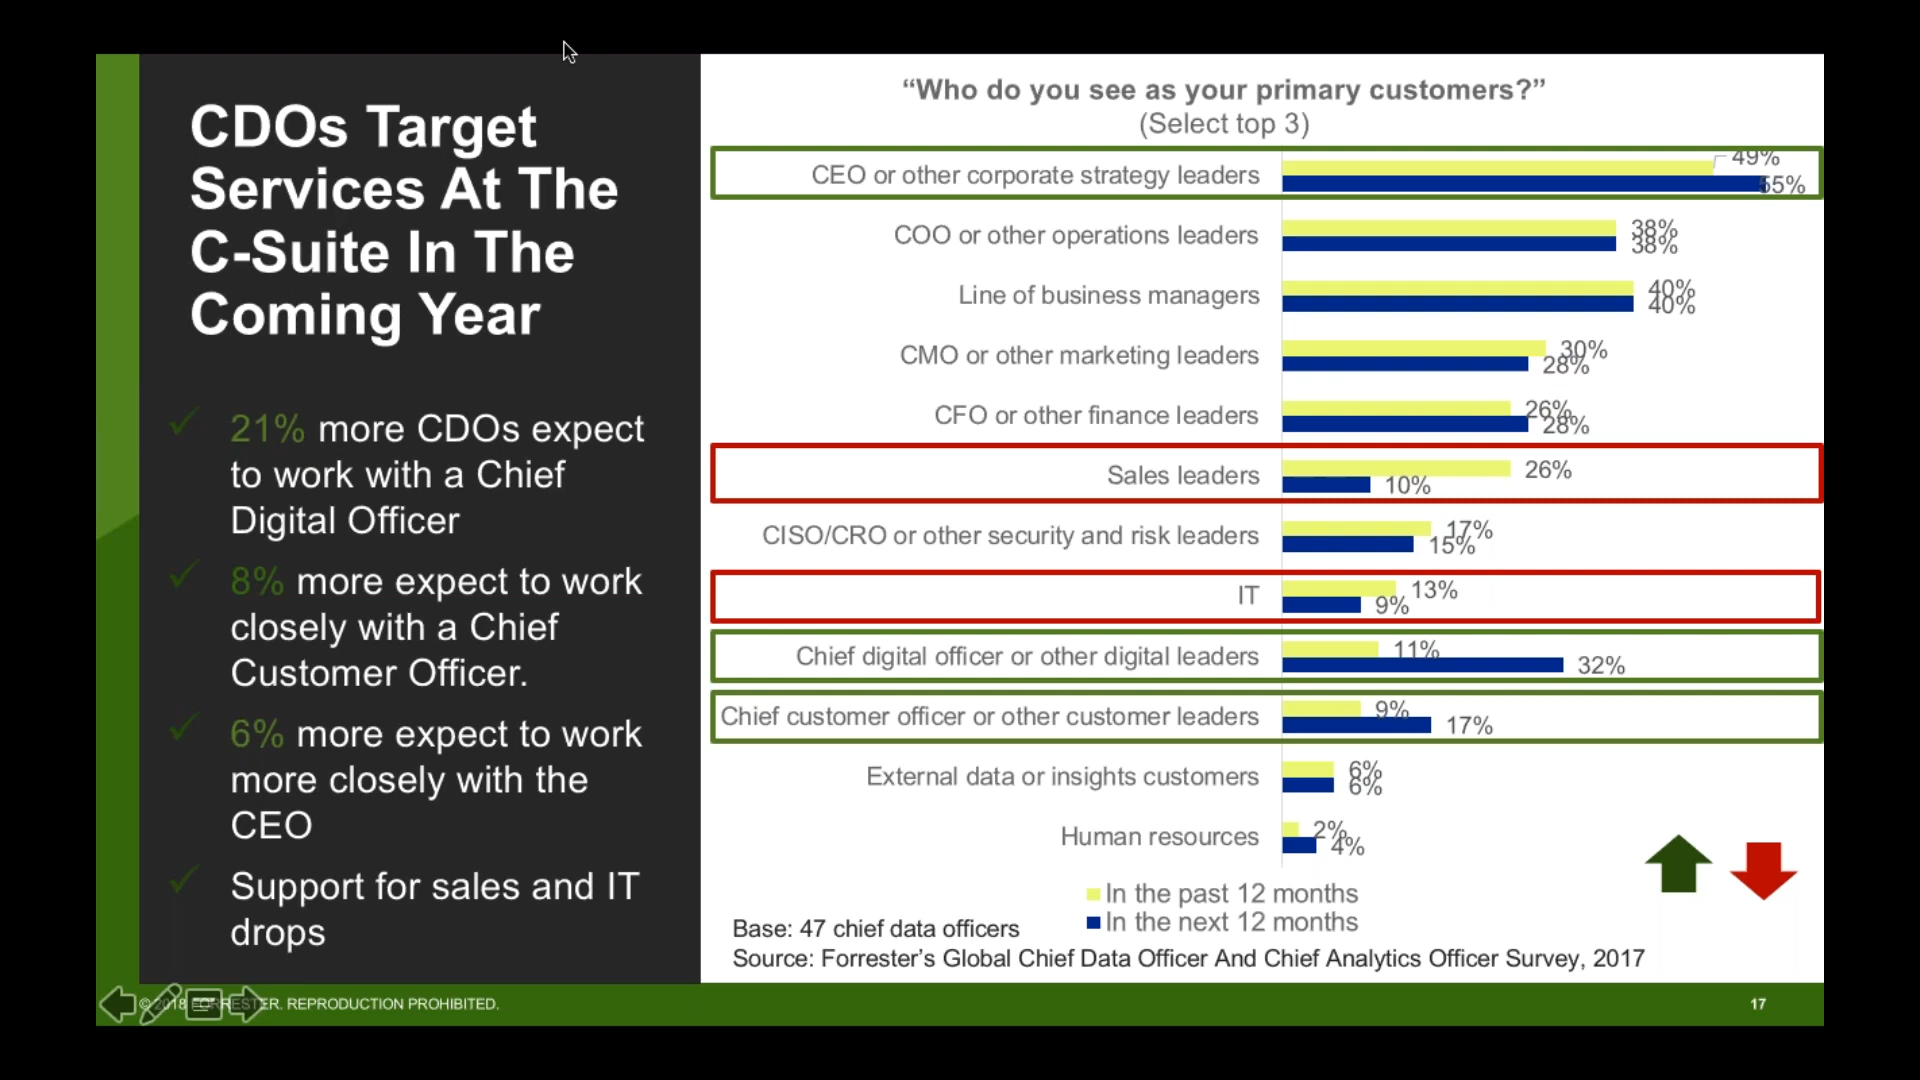 CDOs Target
Services At The
C-Suite In The
Coming Year
21% more CDOs expect
to work with a Chief
Digital Officer
8% more expect to work
closely with a Chief
Customer Officer.
6% more expect to work
more closely with the
CEO
Support for sales and IT
drops
“Who do you see as your primary customers?”
(Select top 3)
CEO or other corporate strategy leaders
49%
55%
COO or other operations leaders
38%
38%
Line of business managers
40%
40%
CMO or other marketing leaders
30%
28%
CFO or other finance leaders
26%
28%
Sales leaders
26%
10%
CISO/CRO or other security and risk leaders
17%
15%
IT
13%
9%
Chief digital officer or other digital leaders
11%
32%
Chief customer officer or other customer leaders
9%
17%
External data or insights customers
6%
6%
Human resources
2%
4%
In the past 12 months
In the next 12 months
Base: 47 chief data officers
Source: Forrester’s Global Chief Data Officer And Chief Analytics Officer Survey, 2017
© 2018 FORRESTER. REPRODUCTION PROHIBITED.
17